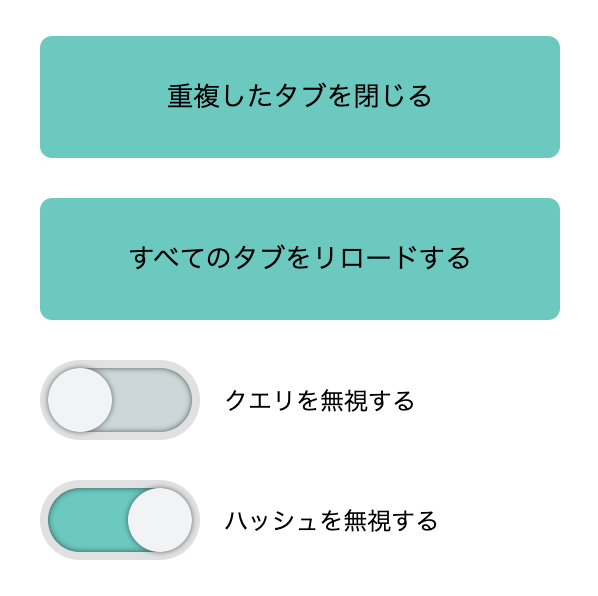 重複したタブを閉じる
すべてのタブをリロードする
クエリを無視する
ハッシュを無視する